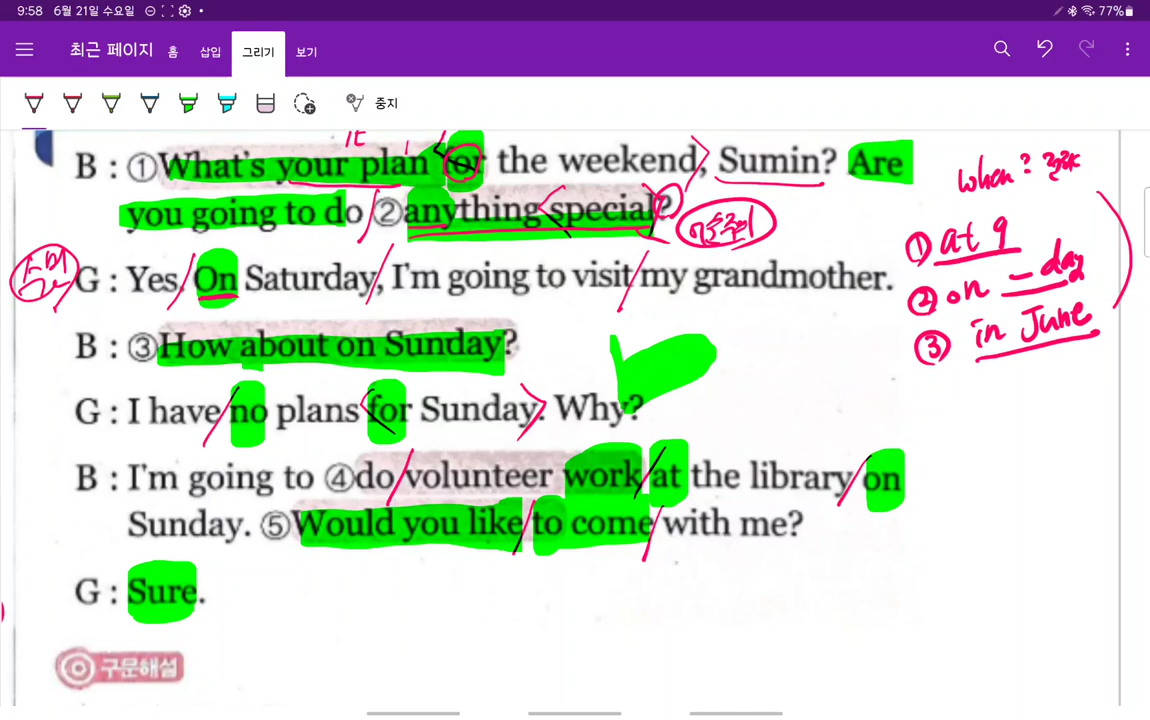 9:58 6월 21일 수요일
77%
최근 페이지 홈 삽입 그리기 보기
중지
B : ①What's your plan for the weekend, Sumin? Are
you going to do ②anything special?
when?
① at 9
② on _ day
③ in June
G : Yes, On Saturday, I'm going to visit my grandmother.
B : ③How about on Sunday?
G : I have no plans for Sunday. Why?
B : I'm going to ④do volunteer work at the library on
Sunday. ⑤Would you like to come with me?
G : Sure.
구문해설